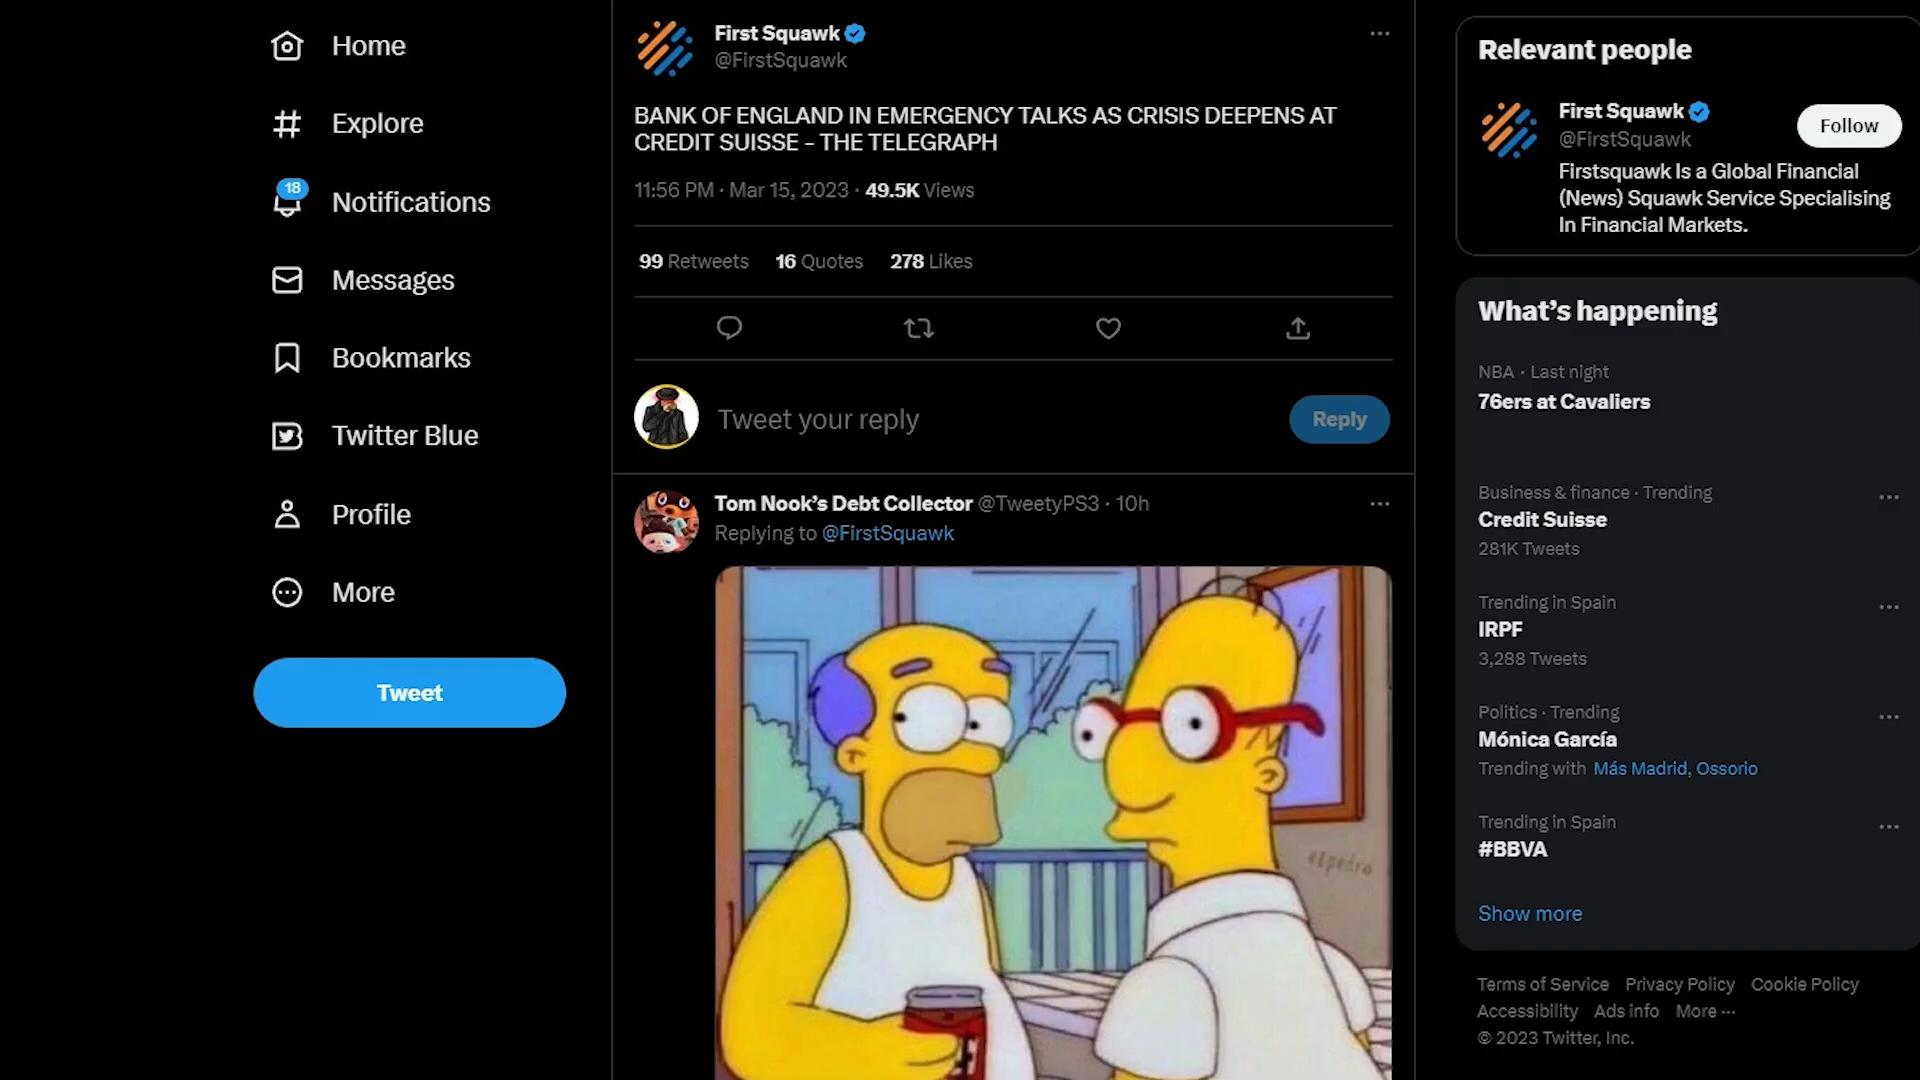 Home
Explore
18
Notifications
Messages
Bookmarks
Twitter Blue
Profile
More
Tweet
First Squawk
@FirstSquawk
BANK OF ENGLAND IN EMERGENCY TALKS AS CRISIS DEEPENS AT
CREDIT SUISSE – THE TELEGRAPH
11:56 PM · Mar 15, 2023 · 49.5K Views
99 Retweets 16 Quotes 278 Likes
Tweet your reply
Reply
Tom Nook's Debt Collector @TweetyPS3 · 10h
Replying to @FirstSquawk
Relevant people
First Squawk
@FirstSquawk
Follow
Firstsquawk Is a Global Financial
(News) Squawk Service Specialising
In Financial Markets.
What's happening
NBA · Last night
76ers at Cavaliers
Business & finance · Trending
Credit Suisse
281K Tweets
Trending in Spain
IRPF
3,288 Tweets
Politics · Trending
Mónica García
Trending with Más Madrid, Ossorio
Trending in Spain
#BBVA
Show more
Terms of Service Privacy Policy Cookie Policy
Accessibility Ads info More ···
© 2023 Twitter, Inc.